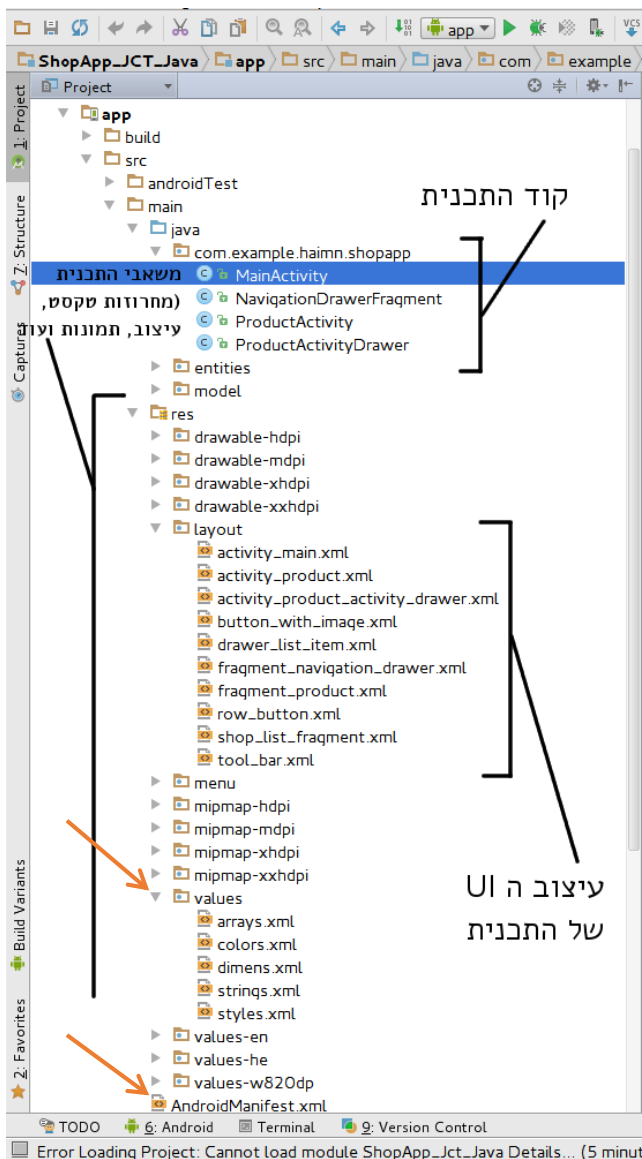 app
VCS
ShopApp_JCT_Java app src main java com example
Project
1: Project
app
build
src
androidTest
main
קוד התכנית
java
7: Structure
com.example.haimn.shopapp
משאבי התכנית
MainActivity
(מחרוזות טקסט,
NavigationDrawerFragment
עיצוב, תמונות ועוד
ProductActivity
ProductActivityDrawer
Captures
entities
model
res
drawable-hdpi
drawable-mdpi
drawable-xhdpi
drawable-xxhdpi
layout
activity_main.xml
activity_product.xml
activity_product_activity_drawer.xml
button_with_image.xml
drawer_list_item.xml
fragment_navigation_drawer.xml
fragment_product.xml
row_button.xml
shop_list_fragment.xml
tool_bar.xml
menu
mipmap-hdpi
mipmap-mdpi
mipmap-xhdpi
mipmap-xxhdpi
עיצוב ה UI
של התכנית
Build Variants
values
arrays.xml
colors.xml
dimens.xml
strings.xml
styles.xml
2: Favorites
values-en
values-he
values-w820dp
AndroidManifest.xml
TODO 6: Android Terminal 9: Version Control
Error Loading Project: Cannot load module ShopApp_Jct_Java Details... (5 minut